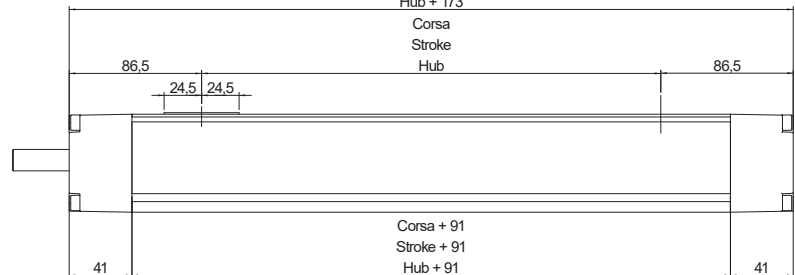 Hub + 173
Corsa
Stroke
86,5 Hub 86,5
24,5 24,5
Corsa + 91
Stroke + 91
41 Hub + 91 41